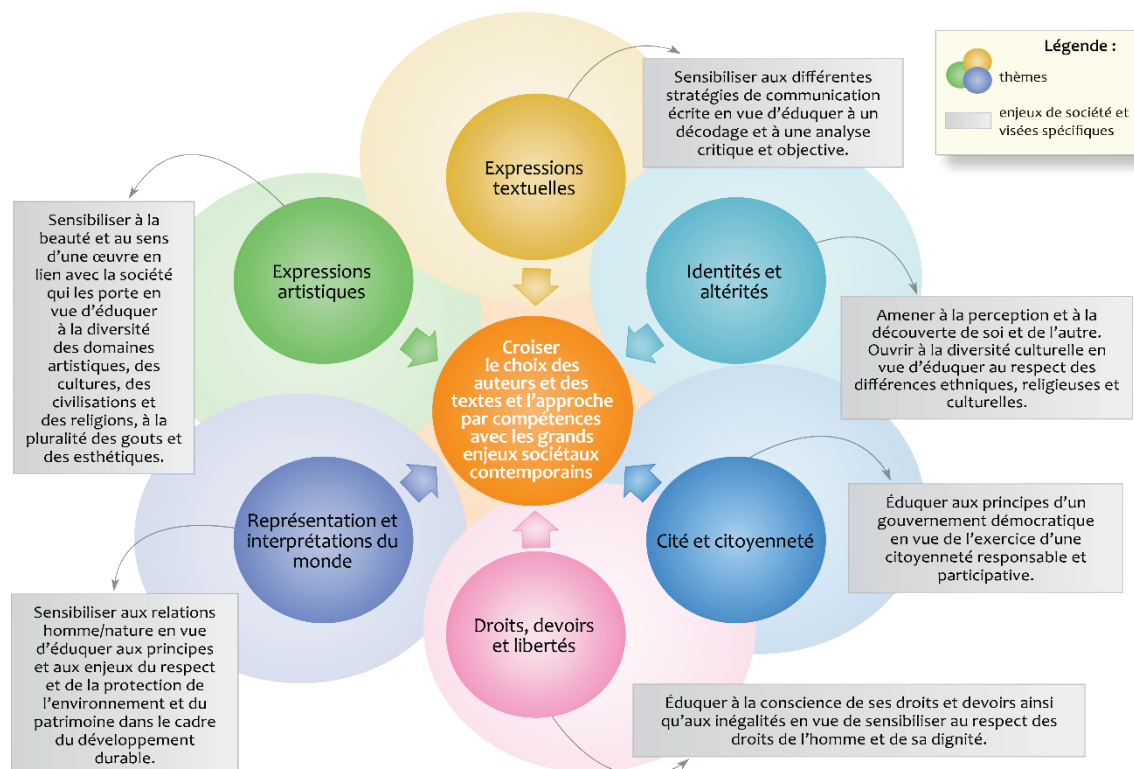 Légende :
thèmes
enjeux de société et
visées spécifiques
Expressions
textuelles
Sensibiliser aux différentes
stratégies de communication
écrite en vue d’éduquer à un
décodage et à une analyse
critique et objective.
Expressions
artistiques
Sensibiliser à la
beauté et au sens
d’une œuvre en
lien avec la société
qui les porte en
vue d’éduquer
à la diversité
des domaines
artistiques, des
cultures, des
civilisations et
des religions, à la
pluralité des gouts et
des esthétiques.
Identités et
altérités
Amener à la perception et à la
découverte de soi et de l’autre.
Ouvrir à la diversité culturelle en
vue d’éduquer au respect des
différences ethniques, religieuses et
culturelles.
Croiser
le choix des
auteurs et des
textes et l’approche
par compétences
avec les grands
enjeux sociétaux
contemporains
Représentation et
interprétations du
monde
Sensibiliser aux relations
homme/nature en vue
d’éduquer aux principes
et aux enjeux du respect
et de la protection de
l’environnement et du
patrimoine dans le cadre
du développement
durable.
Cité et citoyenneté
Éduquer aux principes d’un
gouvernement démocratique
en vue de l’exercice d’une
citoyenneté responsable et
participative.
Droits, devoirs
et libertés
Éduquer à la conscience de ses droits et devoirs ainsi
qu’aux inégalités en vue de sensibiliser au respect des
droits de l’homme et de sa dignité.